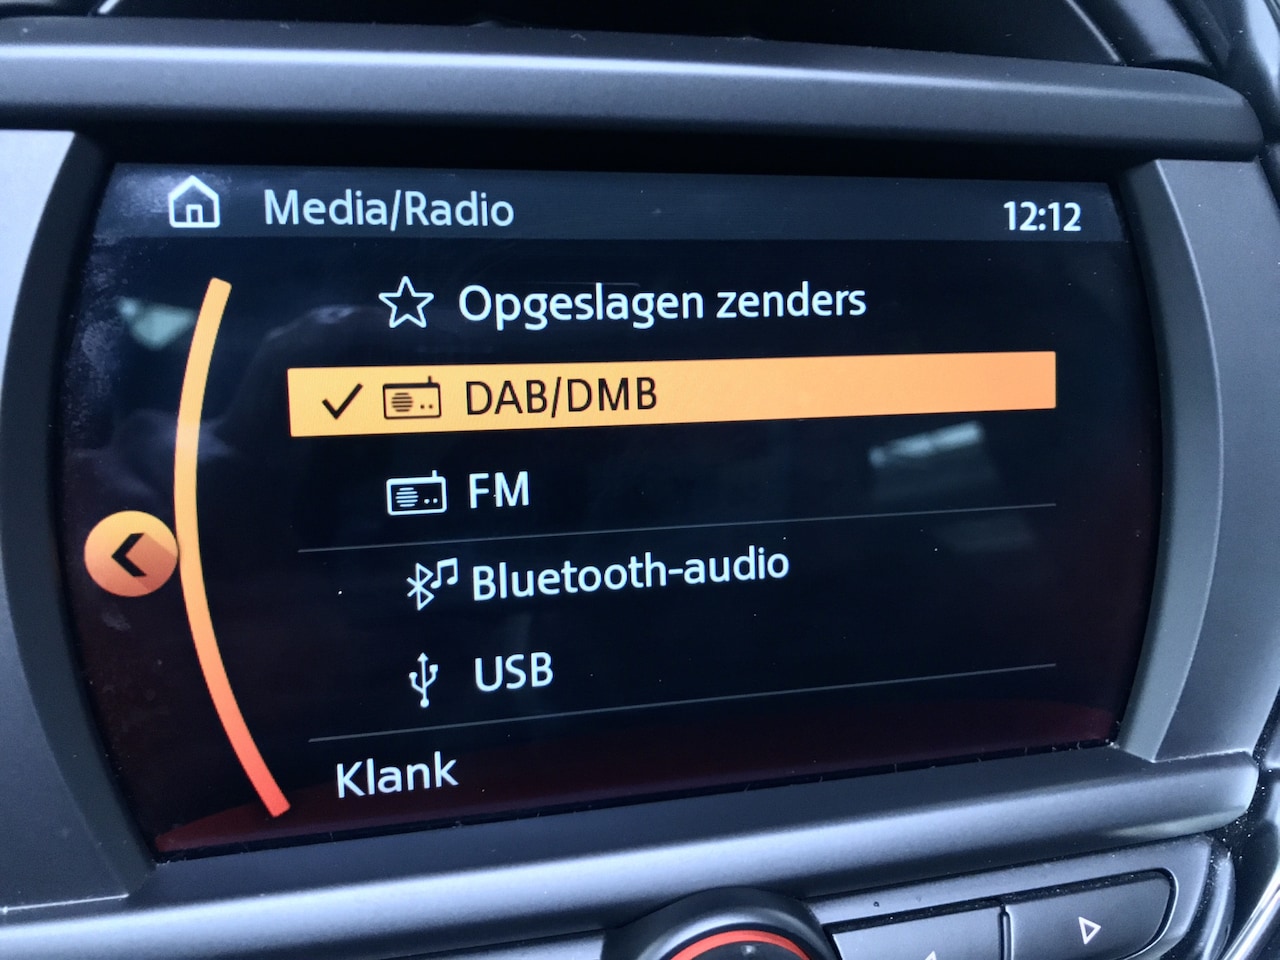 Media/Radio 12:12
Opgeslagen zenders
DAB/DMB
FM
Bluetooth-audio
USB
Klank